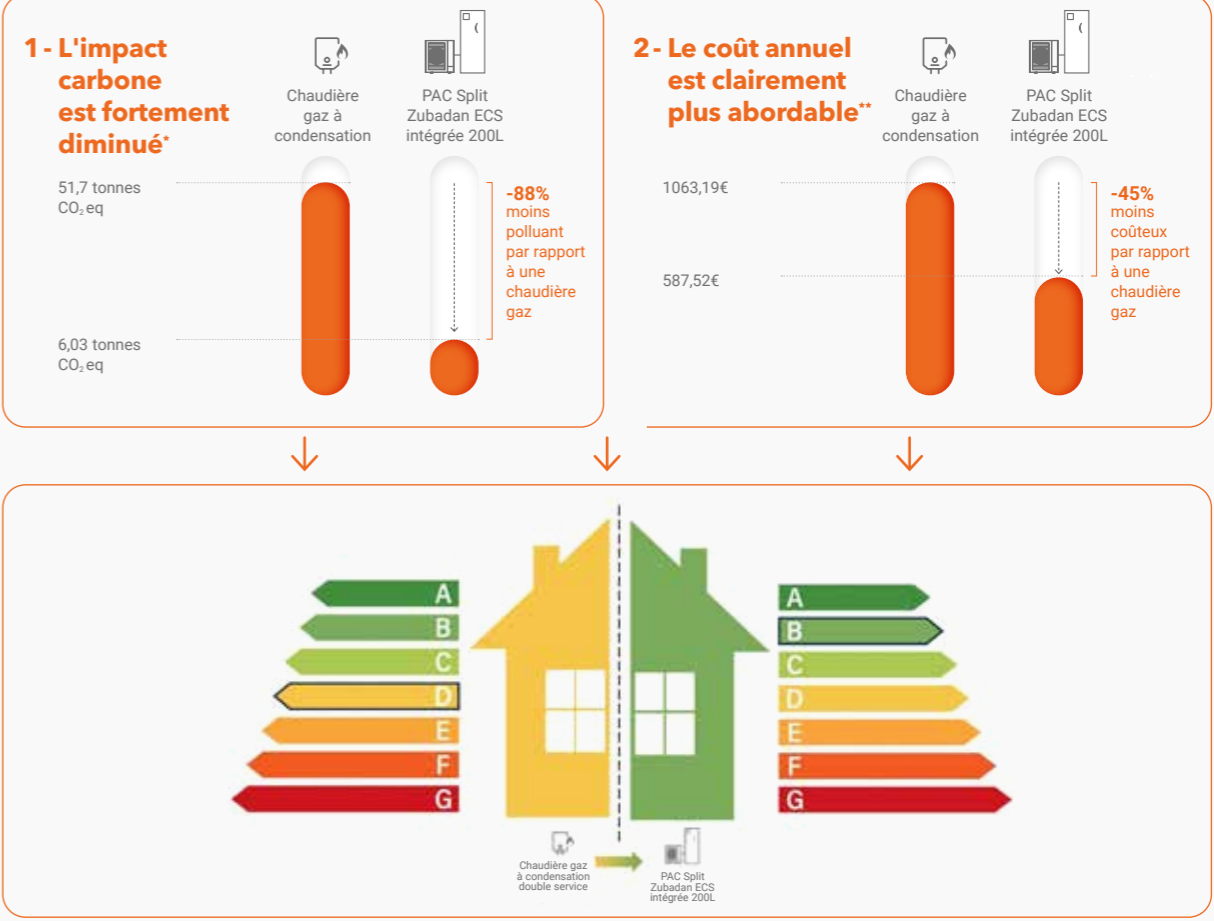 1 - L'impact
carbone
est fortement
diminué*
Chaudière
gaz à
condensation
PAC Split
Zubadan ECS
intégrée 200L
51,7 tonnes
CO₂ eq
6,03 tonnes
CO₂ eq
-88%
moins
polluant
par rapport
à une
chaudière
gaz
2 - Le coût annuel
est clairement
plus abordable**
Chaudière
gaz à
condensation
PAC Split
Zubadan ECS
intégrée 200L
1063,19€
587,52€
-45%
moins
coûteux
par rapport
à une
chaudière
gaz
A
B
C
D
E
F
G
A
B
C
D
E
F
G
Chaudière gaz
à condensation
double service
PAC Split
Zubadan ECS
intégrée 200L